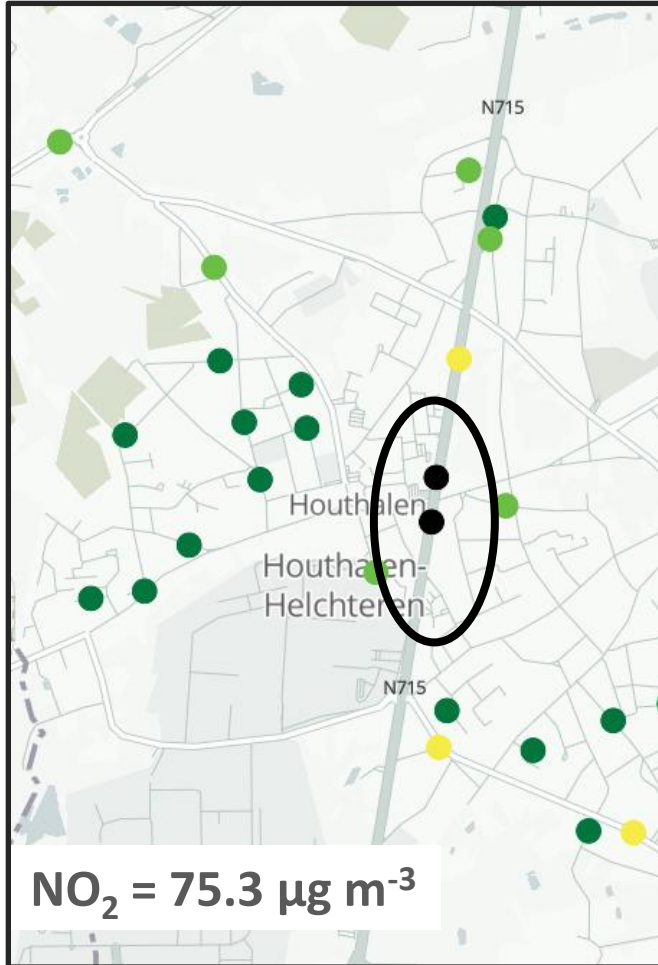 N715
Houthalen
Houthalen-
Helchteren
N715
NO₂ = 75.3 µg m⁻³